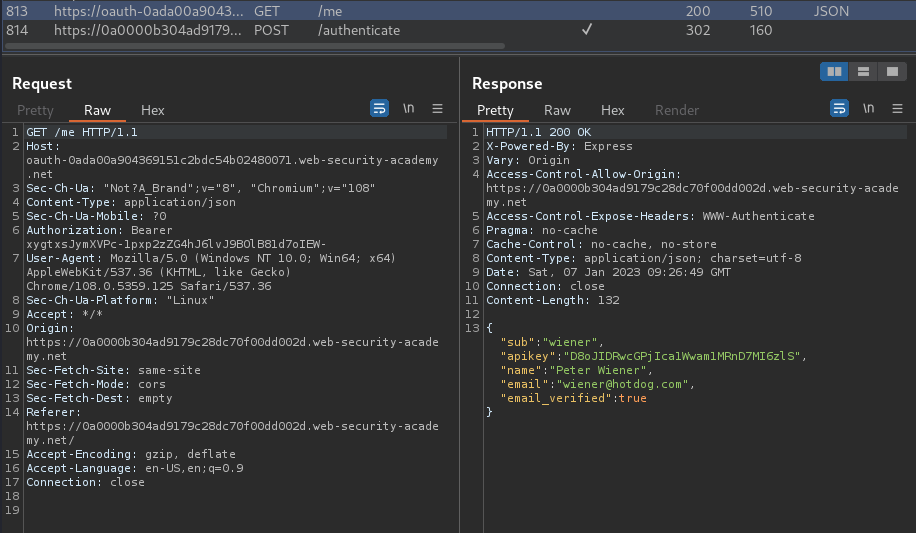 813 https://oauth-0ada00a9043... GET /me 200 510 JSON
814 https://0a0000b304ad9179... POST /authenticate ✓ 302 160
Request
Pretty Raw Hex \n
1 GET /me HTTP/1.1
2 Host:
oauth-0ada00a904369151c2bdc54b02480071.web-security-academy
.net
3 Sec-Ch-Ua: "Not?A_Brand";v="8", "Chromium";v="108"
4 Content-Type: application/json
5 Sec-Ch-Ua-Mobile: ?0
6 Authorization: Bearer
xygtxsJymXVPc-1pxp2zZG4hJ6lvJ9BOlB81d7oIEW-
7 User-Agent: Mozilla/5.0 (Windows NT 10.0; Win64; x64)
AppleWebKit/537.36 (KHTML, like Gecko)
Chrome/108.0.5359.125 Safari/537.36
8 Sec-Ch-Ua-Platform: "Linux"
9 Accept: */*
10 Origin:
https://0a0000b304ad9179c28dc70f00dd002d.web-security-acade
my.net
11 Sec-Fetch-Site: same-site
12 Sec-Fetch-Mode: cors
13 Sec-Fetch-Dest: empty
14 Referer:
https://0a0000b304ad9179c28dc70f00dd002d.web-security-acade
my.net/
15 Accept-Encoding: gzip, deflate
16 Accept-Language: en-US,en;q=0.9
17 Connection: close
18
19
Response
Pretty Raw Hex Render \n
1 HTTP/1.1 200 OK
2 X-Powered-By: Express
3 Vary: Origin
4 Access-Control-Allow-Origin:
https://0a0000b304ad9179c28dc70f00dd002d.web-security-acade
my.net
5 Access-Control-Expose-Headers: WWW-Authenticate
6 Pragma: no-cache
7 Cache-Control: no-cache, no-store
8 Content-Type: application/json; charset=utf-8
9 Date: Sat, 07 Jan 2023 09:26:49 GMT
10 Connection: close
11 Content-Length: 132
12
13 {
"sub":"wiener",
"apikey":"D8oJIDRwcGPjIca1Wwam1MRnD7MI6zlS",
"name":"Peter Wiener",
"email":"wiener@hotdog.com",
"email_verified":true
}